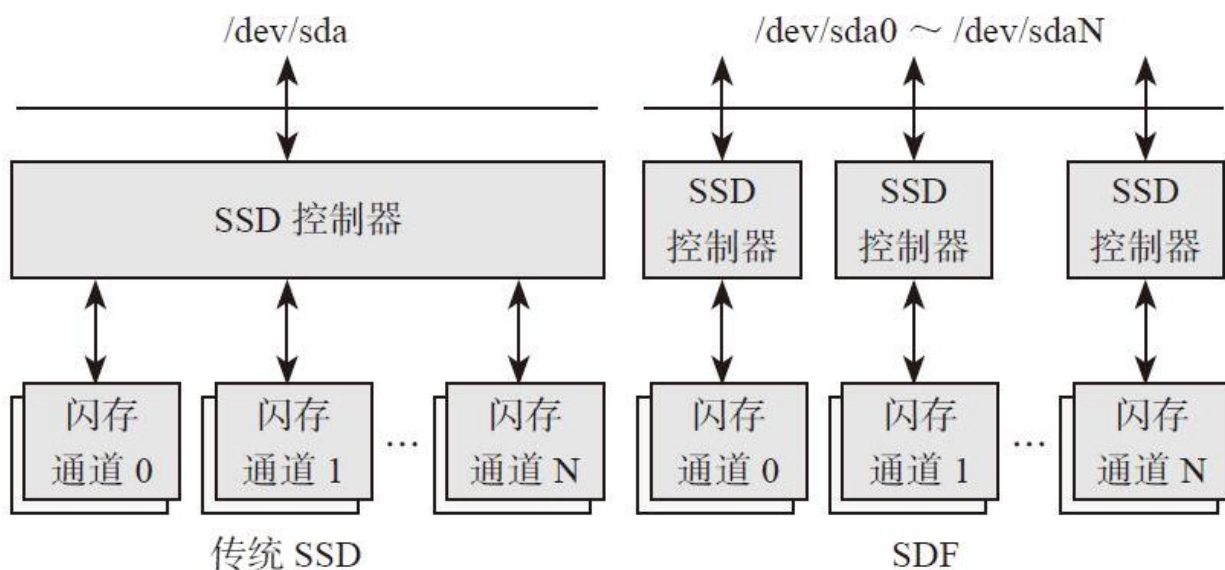 /dev/sda
/dev/sda0 ～ /dev/sdaN
SSD 控制器
SSD
控制器
SSD
控制器
SSD
控制器
闪存
通道 0
闪存
通道 1
...
闪存
通道 N
闪存
通道 0
闪存
通道 1
...
闪存
通道 N
传统 SSD
SDF